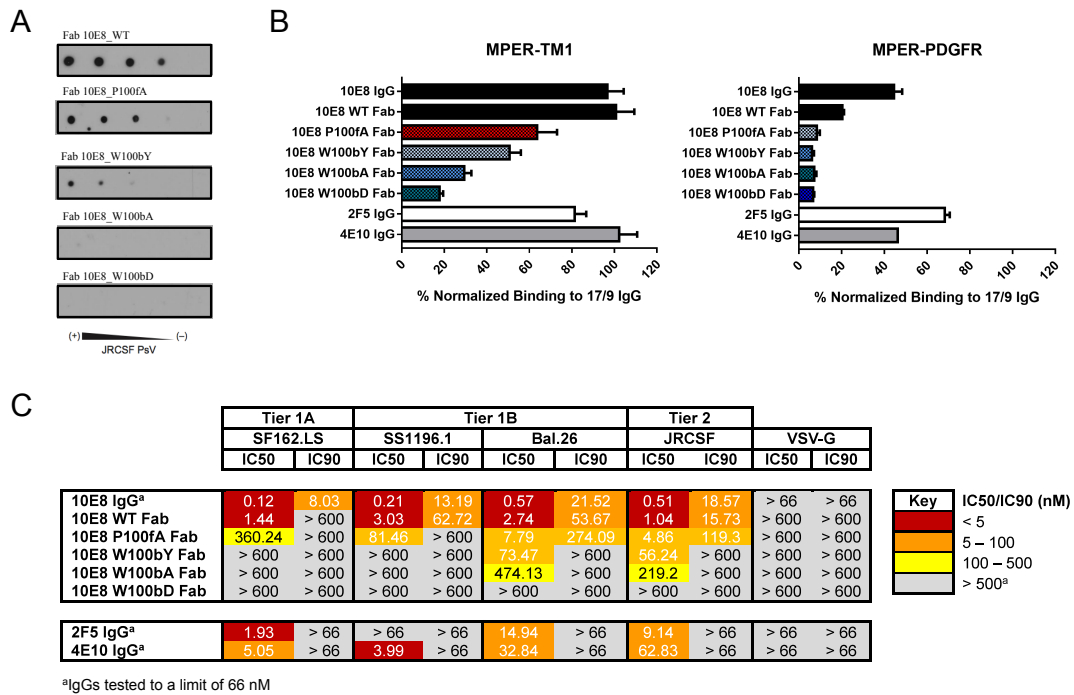 A
Fab 10E8_WT
Fab 10E8_P100fA
Fab 10E8_W100bY
Fab 10E8_W100bA
Fab 10E8_W100bD
(+) (–)
JRCSF PsV
B
MPER-TM1
10E8 IgG
10E8 WT Fab
10E8 P100fA Fab
10E8 W100bY Fab
10E8 W100bA Fab
10E8 W100bD Fab
2F5 IgG
4E10 IgG
0 20 40 60 80 100 120
% Normalized Binding to 17/9 IgG
MPER-PDGFR
10E8 IgG
10E8 WT Fab
10E8 P100fA Fab
10E8 W100bY Fab
10E8 W100bA Fab
10E8 W100bD Fab
2F5 IgG
4E10 IgG
0 20 40 60 80 100 120
% Normalized Binding to 17/9 IgG
C
Tier 1A Tier 1B Tier 2
SF162.LS SS1196.1 Bal.26 JRCSF VSV-G
IC50 IC90 IC50 IC90 IC50 IC90 IC50 IC90 IC50 IC90
10E8 IgGᵃ 0.12 8.03 0.21 13.19 0.57 21.52 0.51 18.57 > 66 > 66
10E8 WT Fab 1.44 > 600 3.03 62.72 2.74 53.67 1.04 15.73 > 600 > 600
10E8 P100fA Fab 360.24 > 600 81.46 > 600 7.79 274.09 4.86 119.3 > 600 > 600
10E8 W100bY Fab > 600 > 600 > 600 > 600 73.47 > 600 56.24 > 600 > 600 > 600
10E8 W100bA Fab > 600 > 600 > 600 > 600 474.13 > 600 219.2 > 600 > 600 > 600
10E8 W100bD Fab > 600 > 600 > 600 > 600 > 600 > 600 > 600 > 600 > 600 > 600
2F5 IgGᵃ 1.93 > 66 > 66 > 66 14.94 > 66 9.14 > 66 > 66 > 66
4E10 IgGᵃ 5.05 > 66 3.99 > 66 32.84 > 66 62.83 > 66 > 66 > 66
Key IC50/IC90 (nM)
< 5
5 – 100
100 – 500
> 500ᵃ
ᵃIgGs tested to a limit of 66 nM